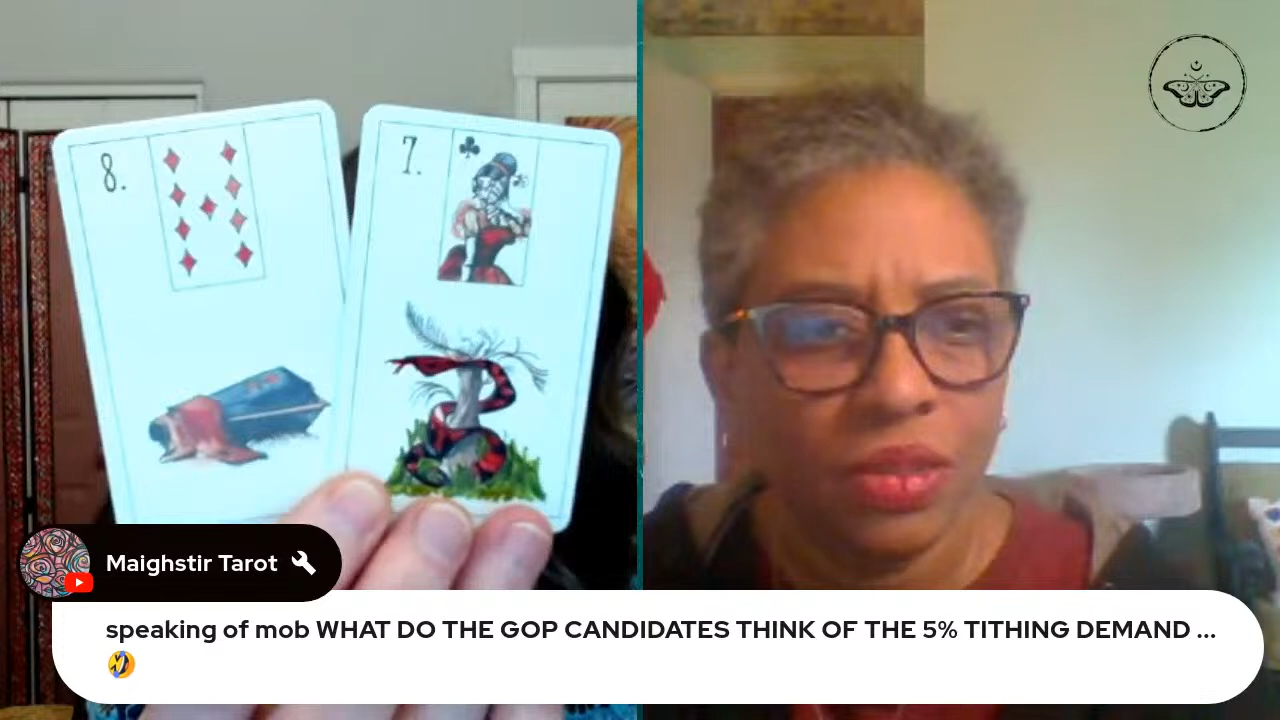 8.
7.
Maighstir Tarot
speaking of mob WHAT DO THE GOP CANDIDATES THINK OF THE 5% TITHING DEMAND ...
🤣